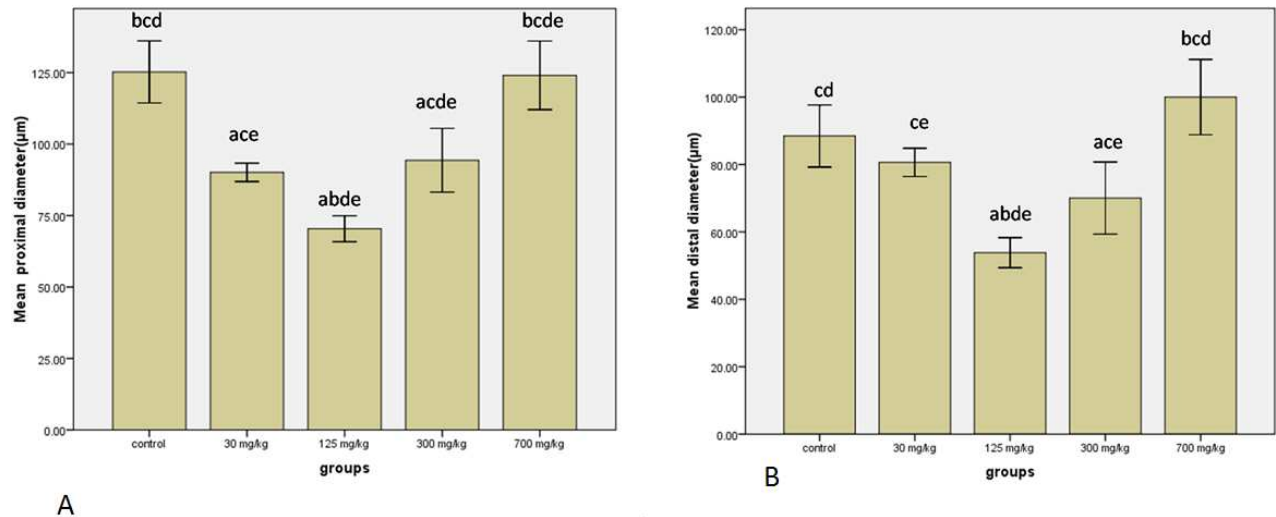 bcd
bcde
acde
ace
abde
125.00
100.00
75.00
50.00
25.00
0.00
Mean proximal diameter(µm)
control
30 mg/kg
125 mg/kg
300 mg/kg
700 mg/kg
groups
A
bcd
cd
ce
ace
abde
120.00
100.00
80.00
60.00
40.00
20.00
0.00
Mean distal diameter(µm)
control
30 mg/kg
125 mg/kg
300 mg/kg
700 mg/kg
groups
B